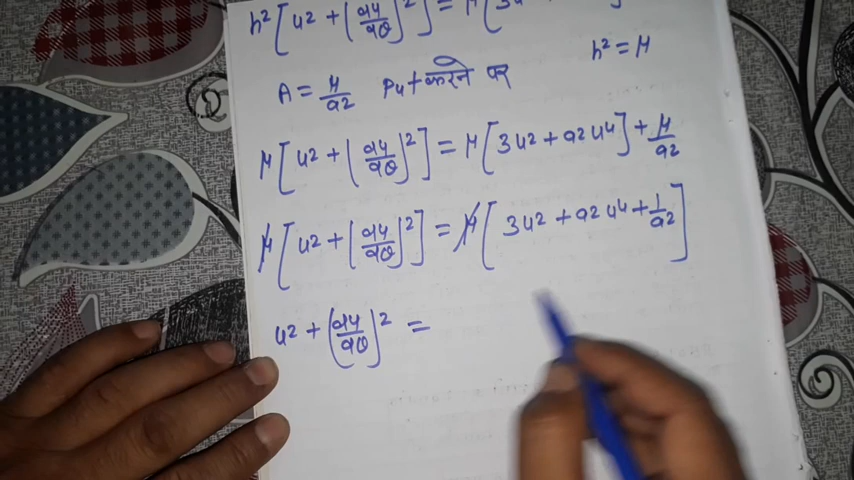 h² [u² + (du/dθ)²] = μ[3u²
A = μ/a² Put करने पर h² = μ
μ [u² + (du/dθ)²] = μ[3u² + a²u⁴] + μ/a²
μ [u² + (du/dθ)²] = μ[3u² + a²u⁴ + 1/a²]
u² + (du/dθ)² =